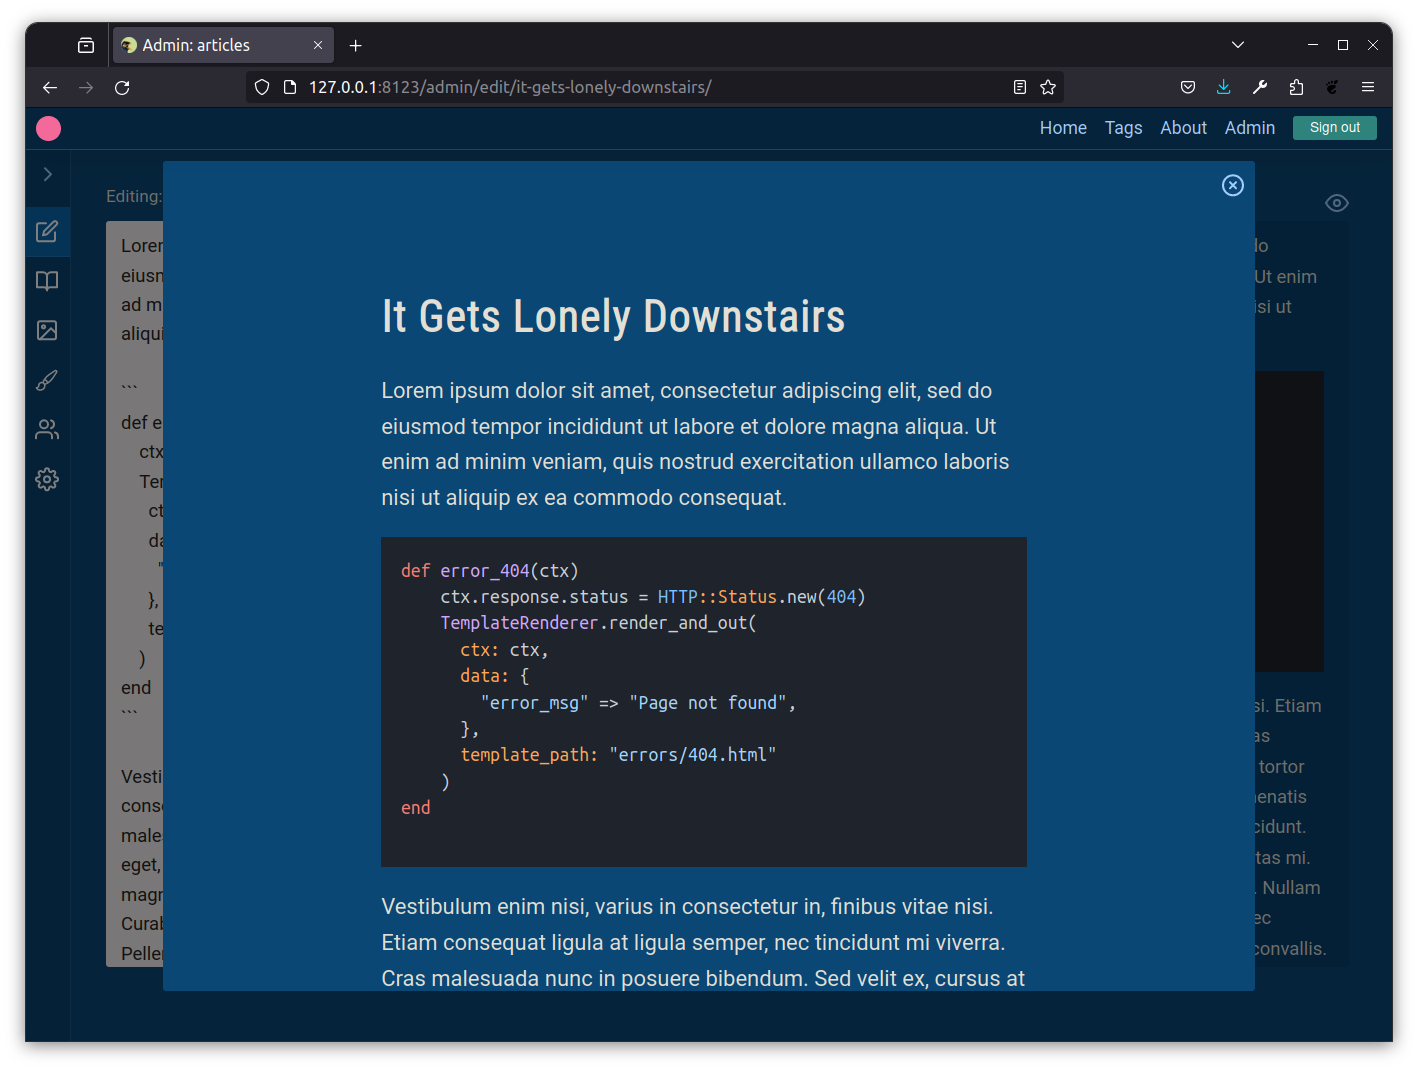 Admin: articles
127.0.0.1:8123/admin/edit/it-gets-lonely-downstairs/
Home Tags About Admin Sign out
Editing:
eiusm
ad m
aliqui
```
def e
ctx
Ter
ct
da
"
},
te
)
end
```
Vesti
conse
males
eget,
magn
Curab
Peller
It Gets Lonely Downstairs
Lorem ipsum dolor sit amet, consectetur adipiscing elit, sed do
eiusmod tempor incididunt ut labore et dolore magna aliqua. Ut
enim ad minim veniam, quis nostrud exercitation ullamco laboris
nisi ut aliquip ex ea commodo consequat.
def error_404(ctx)
    ctx.response.status = HTTP::Status.new(404)
    TemplateRenderer.render_and_out(
      ctx: ctx,
      data: {
        "error_msg" => "Page not found",
      },
      template_path: "errors/404.html"
    )
end
Vestibulum enim nisi, varius in consectetur in, finibus vitae nisi.
Etiam consequat ligula at ligula semper, nec tincidunt mi viverra.
Cras malesuada nunc in posuere bibendum. Sed velit ex, cursus at
lo
Ut enim
isi ut
si. Etiam
as
tortor
enatis
cidunt.
tas mi.
. Nullam
ec
convallis.